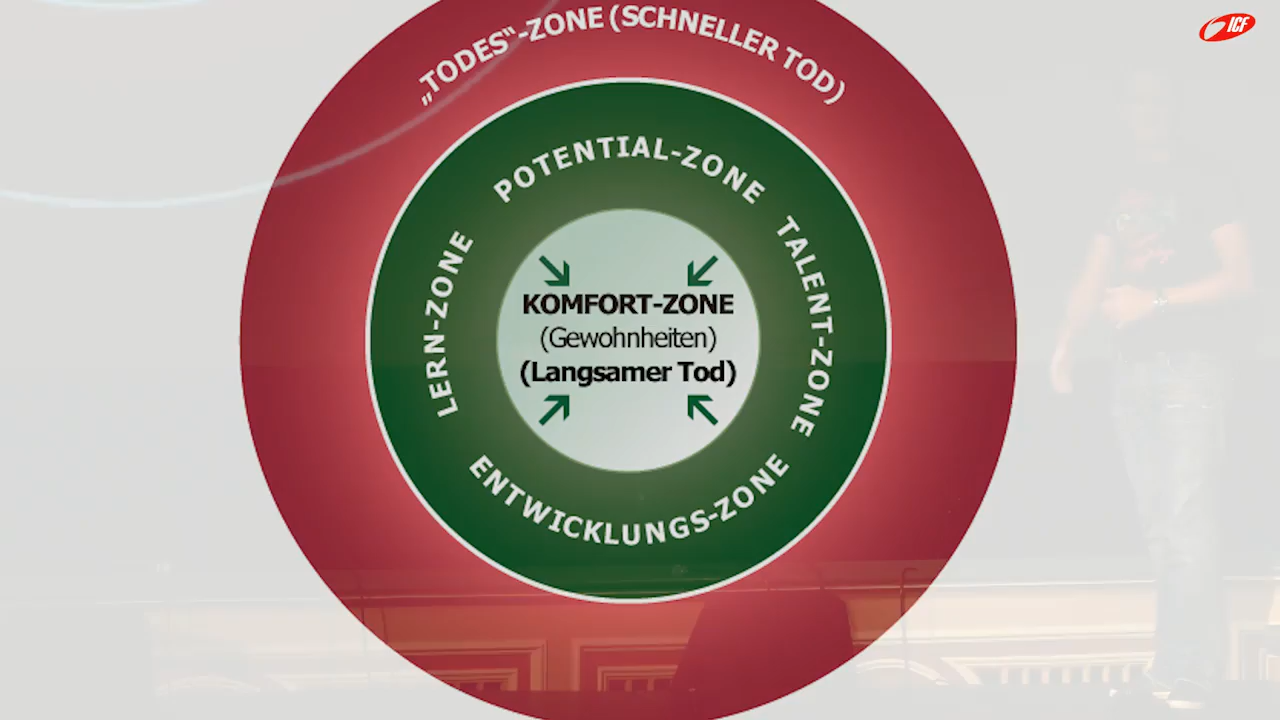 „TODES“-ZONE (SCHNELLER TOD)
ICF
POTENTIAL-ZONE
LERN-ZONE
TALENT-ZONE
KOMFORT-ZONE
(Gewohnheiten)
(Langsamer Tod)
ENTWICKLUNGS-ZONE